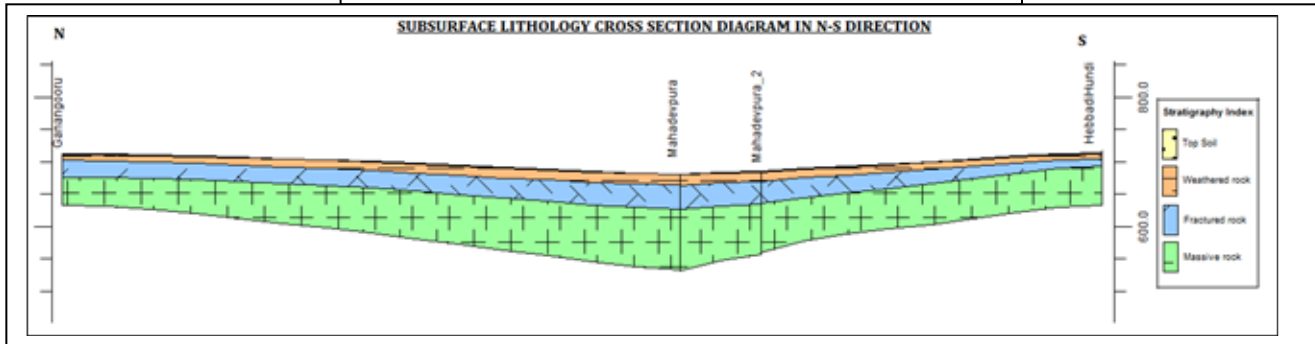 SUBSURFACE LITHOLOGY CROSS SECTION DIAGRAM IN N-S DIRECTION
N
S
Ganangooru
Mahadevpura
Mahadevpura_2
HebbadiHundi
800.0
600.0
Stratigraphy Index
Top Soil
Weathered rock
Fractured rock
Massive rock